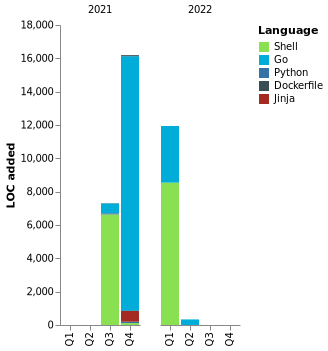 2021 2022
Language
Shell
Go
Python
Dockerfile
Jinja
LOC added
18,000
16,000
14,000
12,000
10,000
8,000
6,000
4,000
2,000
0
Q1 Q2 Q3 Q4 Q1 Q2 Q3 Q4